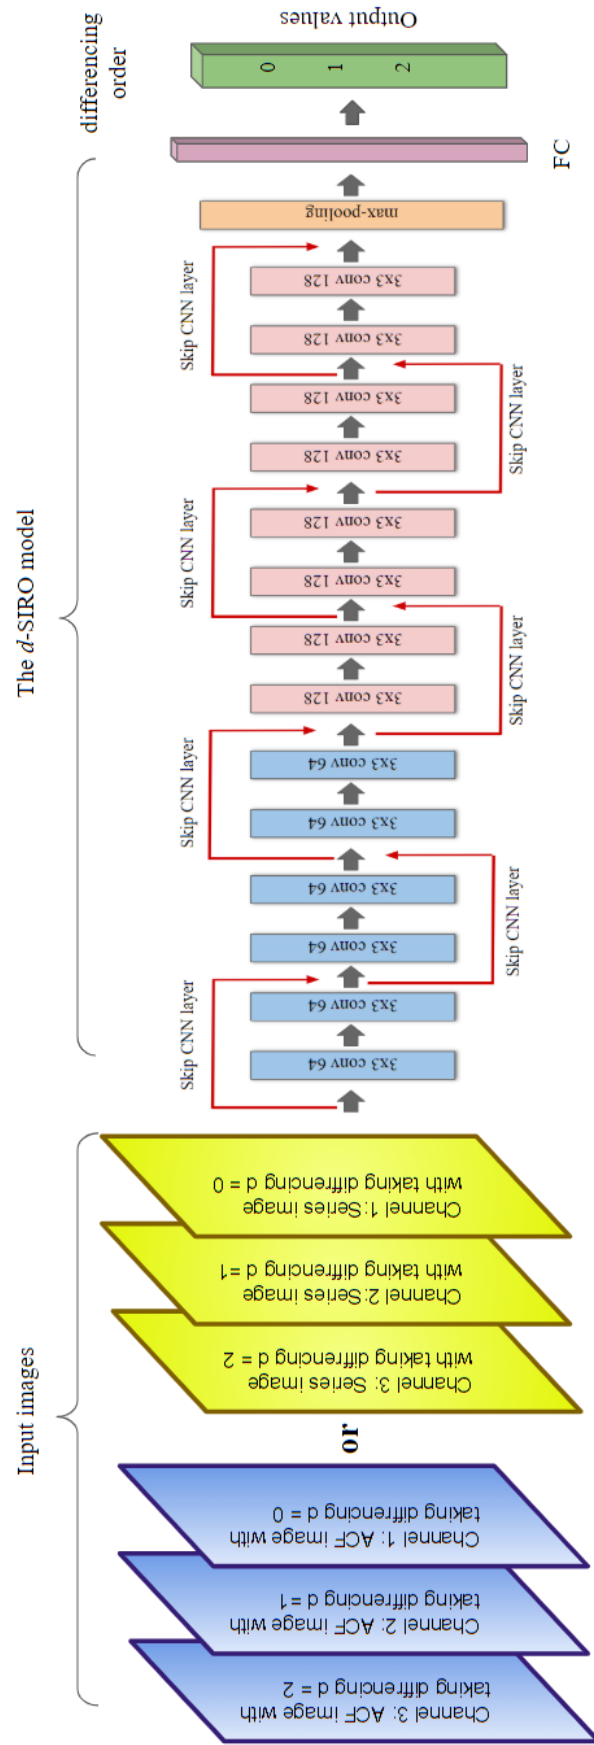 Input images
The d-SIRO model
differencing
order
Channel 3: ACF image with
taking diffrencing d = 2
Channel 2: ACF image with
taking diffrencing d =1
Channel 1: ACF image with
taking diffrencing d = 0
or
Channel 3: Series image
with taking diffrencing d = 2
Channel 2:Series image
with taking diffrencing d =1
Channel 1:Series image
with taking diffrencing d = 0
Skip CNN layer
Skip CNN layer
Skip CNN layer
Skip CNN layer
3x3 conv 64
3x3 conv 64
3x3 conv 64
3x3 conv 64
3x3 conv 64
3x3 conv 64
3x3 conv 128
3x3 conv 128
3x3 conv 128
3x3 conv 128
3x3 conv 128
3x3 conv 128
3x3 conv 128
3x3 conv 128
max-pooling
Skip CNN layer
Skip CNN layer
Skip CNN layer
FC
0
1
2
Output values